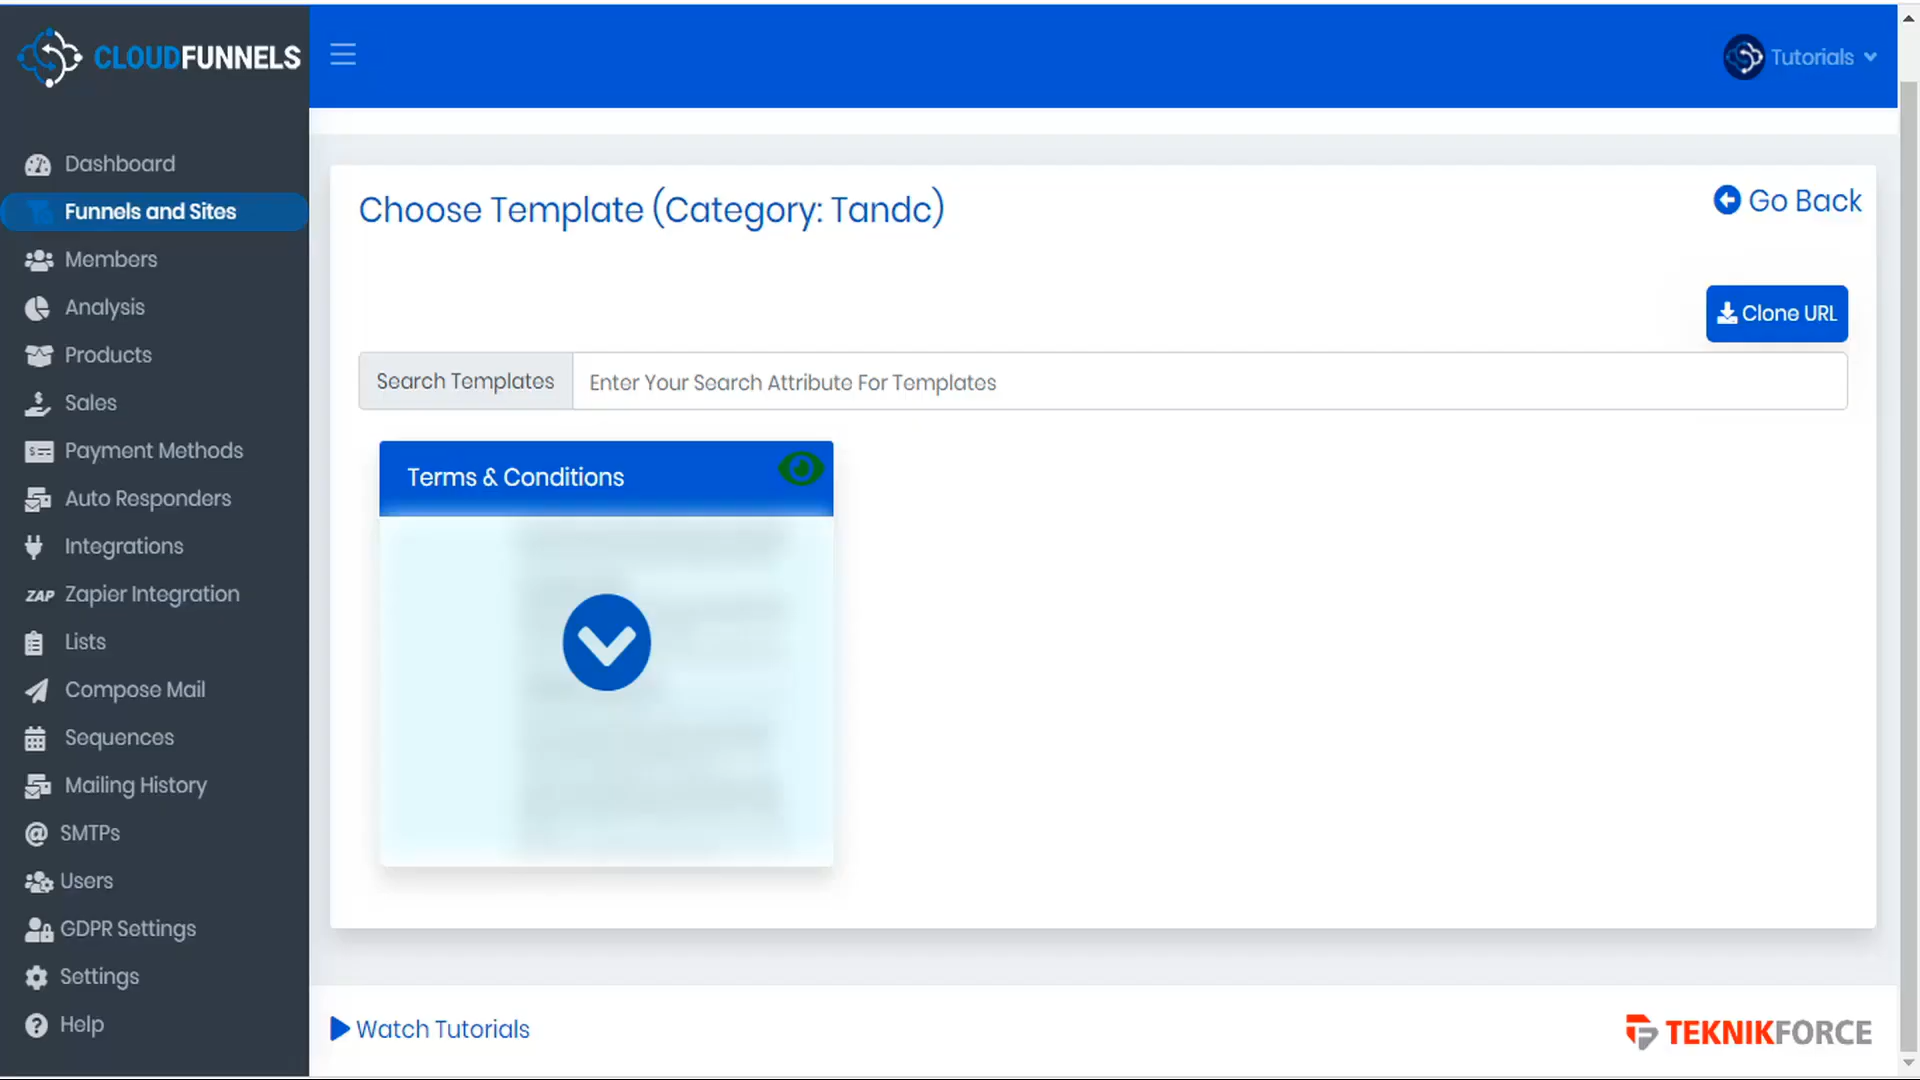 CLOUDFUNNELS
Tutorials
Dashboard
Funnels and Sites
Members
Analysis
Products
Sales
Payment Methods
Auto Responders
Integrations
ZAP Zapier Integration
Lists
Compose Mail
Sequences
Mailing History
SMTPs
Users
GDPR Settings
Settings
Help
Choose Template (Category: Tandc)
Go Back
Clone URL
Search Templates
Enter Your Search Attribute For Templates
Terms & Conditions
Watch Tutorials
TEKNIKFORCE